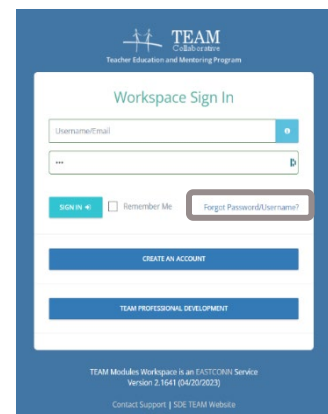 TEAM
Collaborative
Teacher Education and Mentoring Program
Workspace Sign In
Username/Email
SIGN IN
Remember Me
Forgot Password/Username?
CREATE AN ACCOUNT
TEAM PROFESSIONAL DEVELOPMENT
TEAM Modules Workspace is an EASTCONN Service
Version 2.1641 (04/20/2023)
Contact Support | SDE TEAM Website